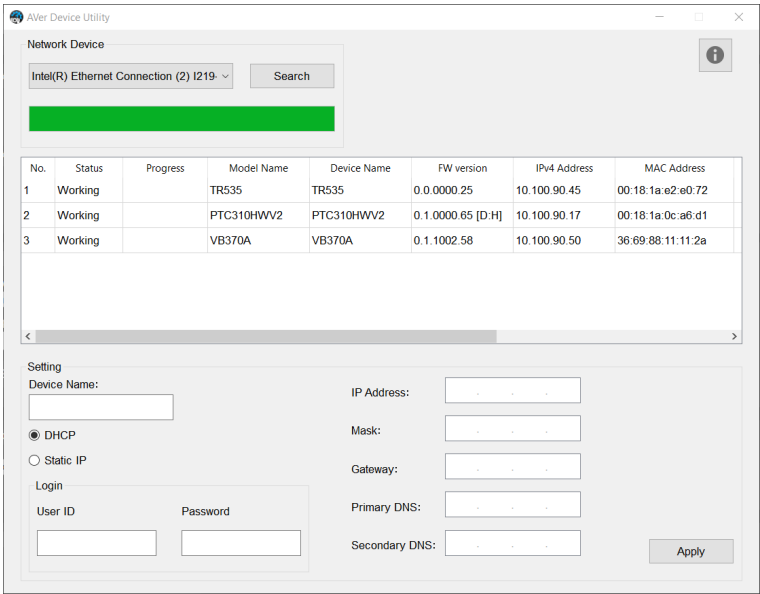 AVer Device Utility
Network Device
Intel(R) Ethernet Connection (2) I219-
Search
No. Status Progress Model Name Device Name FW version IPv4 Address MAC Address
1 Working TR535 TR535 0.0.0000.25 10.100.90.45 00:18:1a:e2:e0:72
2 Working PTC310HWV2 PTC310HWV2 0.1.0000.65 [D:H] 10.100.90.17 00:18:1a:0c:a6:d1
3 Working VB370A VB370A 0.1.1002.58 10.100.90.50 36:69:88:11:11:2a
Setting
Device Name:
DHCP
Static IP
Login
User ID Password
IP Address:
Mask:
Gateway:
Primary DNS:
Secondary DNS:
Apply